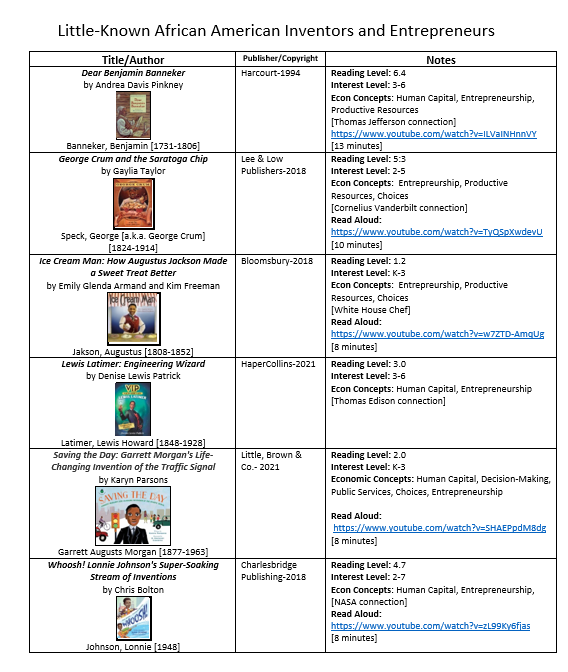 Little-Known African American Inventors and Entrepreneurs
Title/Author
Publisher/Copyright
Notes
Dear Benjamin Banneker
by Andrea Davis Pinkney
Banneker, Benjamin [1731-1806]
Harcourt-1994
Reading Level: 6.4
Interest Level: 3-6
Econ Concepts: Human Capital, Entrepreneurship,
Productive Resources
[Thomas Jefferson connection]
https://www.youtube.com/watch?v=ILVaINHnnVY
[13 minutes]
George Crum and the Saratoga Chip
by Gaylia Taylor
Speck, George [a.k.a. George Crum]
[1824-1914]
Lee & Low
Publishers-2018
Reading Level: 5:3
Interest Level: 2-5
Econ Concepts: Entrepreurship, Productive
Resources, Choices
[Cornelius Vanderbilt connection]
Read Aloud:
https://www.youtube.com/watch?v=TyQSpXwdevU
[10 minutes]
Ice Cream Man: How Augustus Jackson Made
a Sweet Treat Better
by Emily Glenda Armand and Kim Freeman
Ice Cream Man
Jakson, Augustus [1808-1852]
Bloomsbury-2018
Reading Level: 1.2
Interest Level: K-3
Econ Concepts: Entrepreurship, Productive
Resources, Choices
[White House Chef]
Read Aloud:
https://www.youtube.com/watch?v=w7ZTD-AmqUg
[8 minutes]
Lewis Latimer: Engineering Wizard
by Denise Lewis Patrick
VIP
LEWIS LATIMER
Latimer, Lewis Howard [1848-1928]
HaperCollins-2021
Reading Level: 3.0
Interest Level: 3-6
Econ Concepts: Human Capital, Entrepreneurship
[Thomas Edison connection]
Saving the Day: Garrett Morgan's Life-
Changing Invention of the Traffic Signal
by Karyn Parsons
SAVING THE DAY
Garrett Augusts Morgan [1877-1963]
Little, Brown &
Co.- 2021
Reading Level: 2.0
Interest Level: K-3
Economic Concepts: Human Capital, Decision-Making,
Public Services, Choices, Entrepreneurship
Read Aloud:
https://www.youtube.com/watch?v=SHAEPpdM8dg
[8 minutes]
Whoosh! Lonnie Johnson's Super-Soaking
Stream of Inventions
by Chris Bolton
WHOOSH!
Johnson, Lonnie [1948]
Charlesbridge
Publishing-2018
Reading Level: 4.7
Interest Level: 2-7
Econ Concepts: Human Capital, Entrepreneurship,
[NASA connection]
Read Aloud:
https://www.youtube.com/watch?v=zL99Ky6fjas
[8 minutes]